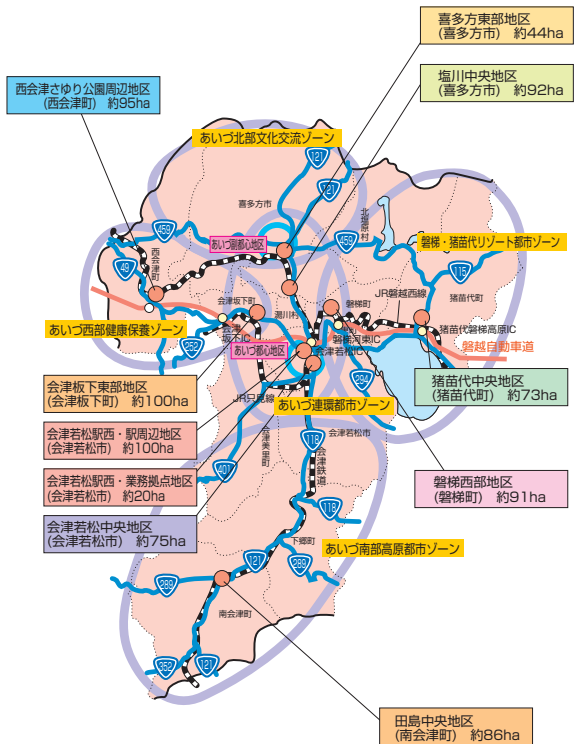 喜多方東部地区
(喜多方市) 約44ha
塩川中央地区
(喜多方市) 約92ha
西会津さゆり公園周辺地区
(西会津町) 約95ha
あいづ北部文化交流ゾーン
121
121
喜多方市
459
あいづ副都心地区
459
北塩原村
磐梯・猪苗代リゾート都市ゾーン
49
西会津町
115
会津坂下町
湯川村
磐梯町
JR磐越西線
猪苗代町
あいづ西部健康保養ゾーン
会津坂下IC
252
磐梯河東IC
猪苗代磐梯高原IC
磐越自動車道
あいづ都心地区
会津若松IC
294
会津坂下東部地区
(会津坂下町) 約100ha
JR只見線
あいづ連環都市ゾーン
猪苗代中央地区
(猪苗代町) 約73ha
会津若松駅西・駅周辺地区
(会津若松市) 約100ha
会津美里町
118
会津若松市
401
会津鉄道
会津若松駅西・業務拠点地区
(会津若松市) 約20ha
磐梯西部地区
(磐梯町) 約91ha
118
会津若松中央地区
(会津若松市) 約75ha
下郷町
あいづ南部高原都市ゾーン
121
289
289
南会津町
352
121
田島中央地区
(南会津町) 約86ha